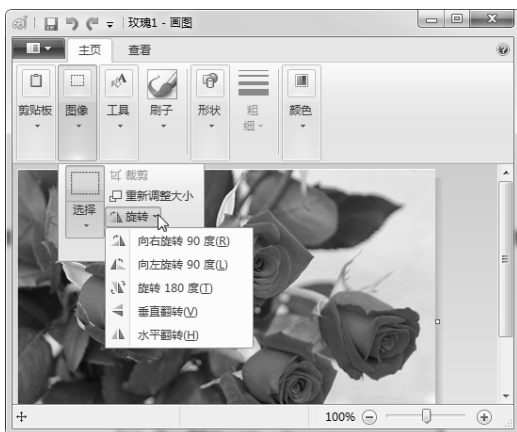 玫瑰1 - 画图
主页 查看
剪贴板 图像 工具 刷子 形状 粗细 颜色
选择
裁剪
重新调整大小
旋转
向右旋转 90 度(R)
向左旋转 90 度(L)
旋转 180 度(T)
垂直翻转(V)
水平翻转(H)
100%